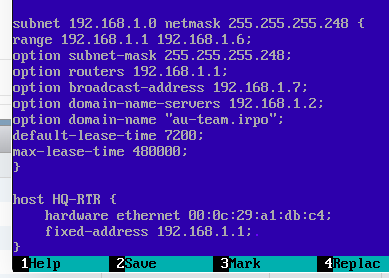 subnet 192.168.1.0 netmask 255.255.255.248 {
range 192.168.1.1 192.168.1.6;
option subnet-mask 255.255.255.248;
option routers 192.168.1.1;
option broadcast-address 192.168.1.7;
option domain-name-servers 192.168.1.2;
option domain-name "au-team.irpo";
default-lease-time 7200;
max-lease-time 480000;
}
host HQ-RTR {
    hardware ethernet 00:0c:29:a1:db:c4;
    fixed-address 192.168.1.1;
}
1Help 2Save 3Mark 4Replac